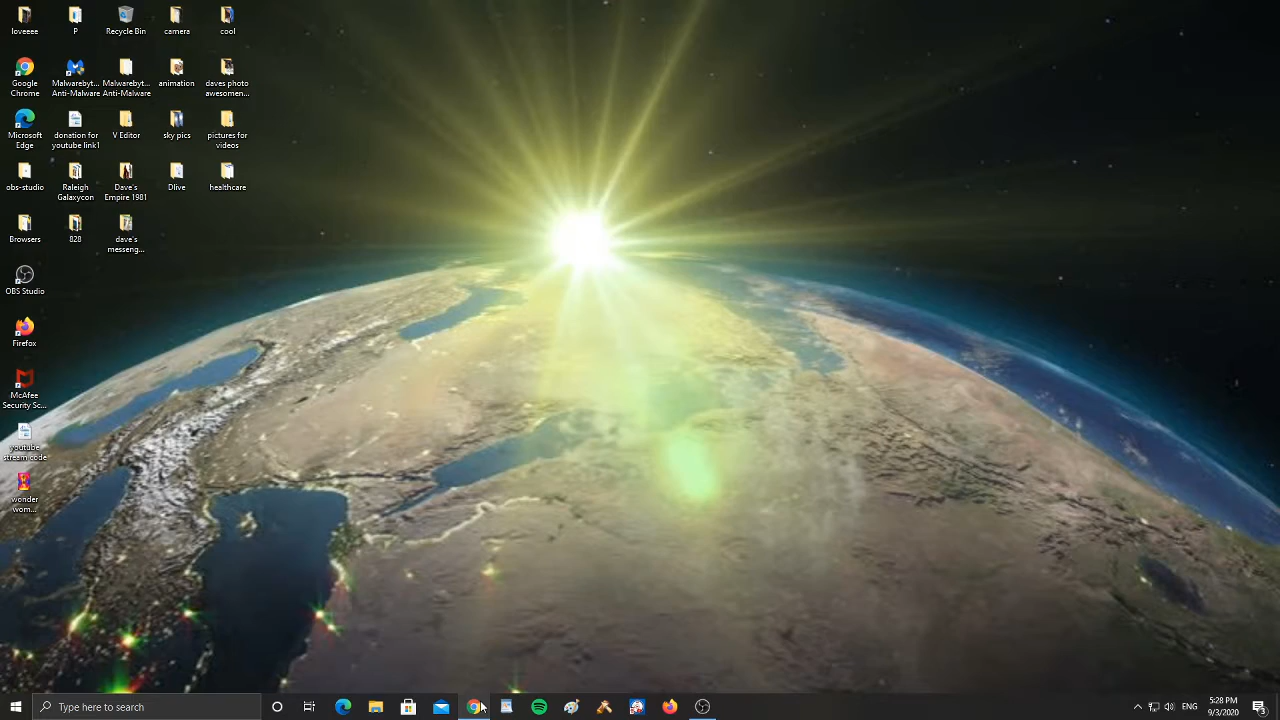 loveee
P
Recycle Bin
camera
cool
Google
Chrome
Malwarebyt...
Anti-Malware
Malwarebyt...
Anti-Malware
animation
daves photo
awesomen...
Microsoft
Edge
donation for
youtube link1
V Editor
sky pics
pictures for
videos
obs-studio
Raleigh
Galaxycon
Dave's
Empire 1981
Dlive
healthcare
Browsers
828
dave's
messeng...
OBS Studio
Firefox
McAfee
Security Sc...
youtube
stream code
wonder
wom...
Type here to search
ENG
5:28 PM
9/3/2020